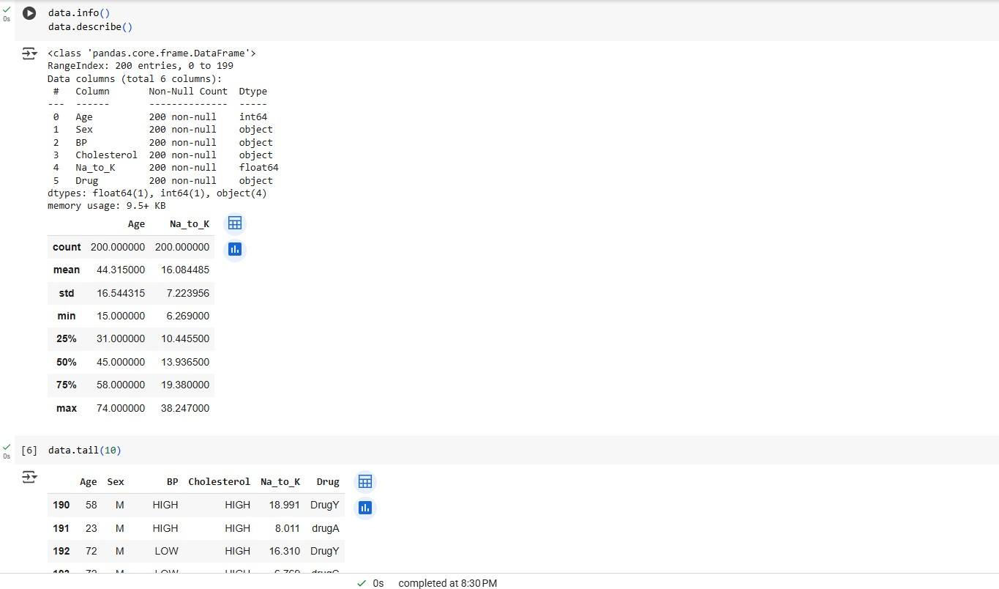 0s
data.info()
data.describe()
<class 'pandas.core.frame.DataFrame'>
RangeIndex: 200 entries, 0 to 199
Data columns (total 6 columns):
# Column Non-Null Count Dtype
--- ------ -------------- -----
0 Age 200 non-null int64
1 Sex 200 non-null object
2 BP 200 non-null object
3 Cholesterol 200 non-null object
4 Na_to_K 200 non-null float64
5 Drug 200 non-null object
dtypes: float64(1), int64(1), object(4)
memory usage: 9.5+ KB
Age Na_to_K
count 200.000000 200.000000
mean 44.315000 16.084485
std 16.544315 7.223956
min 15.000000 6.269000
25% 31.000000 10.445500
50% 45.000000 13.936500
75% 58.000000 19.380000
max 74.000000 38.247000
0s
[6] data.tail(10)
Age Sex BP Cholesterol Na_to_K Drug
190 58 M HIGH HIGH 18.991 DrugY
191 23 M HIGH HIGH 8.011 drugA
192 72 M LOW HIGH 16.310 DrugY
M LOW HIGH
0s completed at 8:30 PM